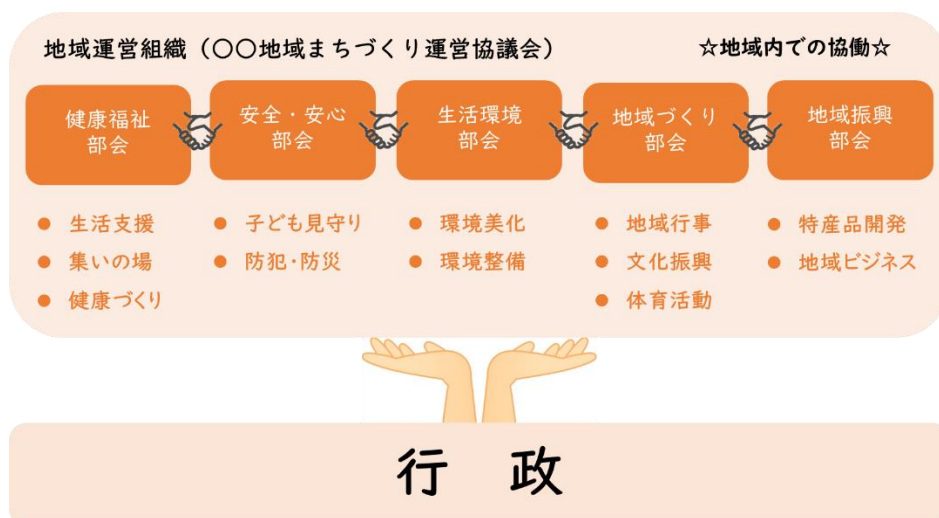 地域運営組織（〇〇地域まちづくり運営協議会）
☆地域内での協働☆
健康福祉
部会
安全・安心
部会
生活環境
部会
地域づくり
部会
地域振興
部会
● 生活支援
● 集いの場
● 健康づくり
● 子ども見守り
● 防犯・防災
● 環境美化
● 環境整備
● 地域行事
● 文化振興
● 体育活動
● 特産品開発
● 地域ビジネス
行　政